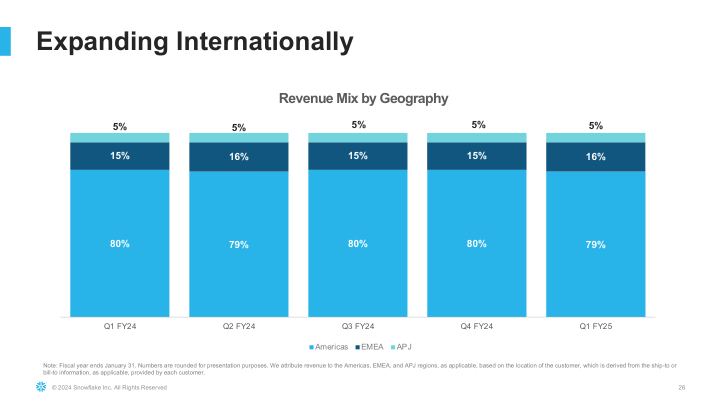 Expanding Internationally
Revenue Mix by Geography
5% 5% 5% 5% 5%
15% 16% 15% 15% 16%
80% 79% 80% 80% 79%
Q1 FY24 Q2 FY24 Q3 FY24 Q4 FY24 Q1 FY25
Americas EMEA APJ
Note: Fiscal year ends January 31. Numbers are rounded for presentation purposes. We attribute revenue to the Americas, EMEA, and APJ regions, as applicable, based on the location of the customer, which is derived from the ship-to or
bill-to information, as applicable, provided by each customer.
© 2024 Snowflake Inc. All Rights Reserved
26